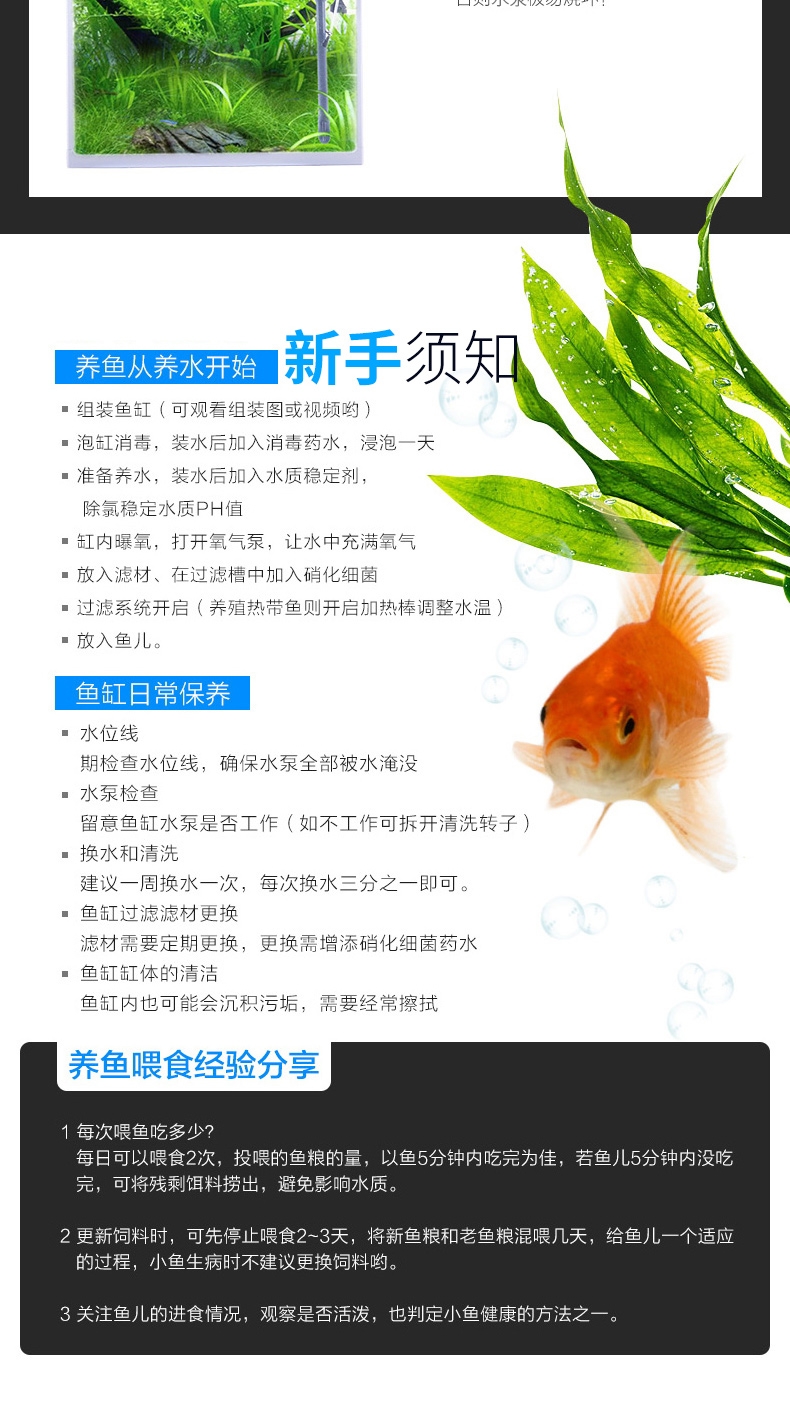 养鱼从养水开始 新手须知
组装鱼缸（可观看组装图或视频哟）
泡缸消毒，装水后加入消毒药水，浸泡一天
准备养水，装水后加入水质稳定剂，
除氯稳定水质PH值
缸内曝氧，打开氧气泵，让水中充满氧气
放入滤材、在过滤槽中加入硝化细菌
过滤系统开启（养殖热带鱼则开启加热棒调整水温）
放入鱼儿。
鱼缸日常保养
水位线
期检查水位线，确保水泵全部被水淹没
水泵检查
留意鱼缸水泵是否工作（如不工作可拆开清洗转子）
换水和清洗
建议一周换水一次，每次换水三分之一即可。
鱼缸过滤滤材更换
滤材需要定期更换，更换需增添硝化细菌药水
鱼缸缸体的清洁
鱼缸内也可能会沉积污垢，需要经常擦拭
养鱼喂食经验分享
1 每次喂鱼吃多少?
每日可以喂食2次，投喂的鱼粮的量，以鱼5分钟内吃完为佳，若鱼儿5分钟内没吃
完，可将残剩饵料捞出，避免影响水质。
2 更新饲料时，可先停止喂食2~3天，将新鱼粮和老鱼粮混喂几天，给鱼儿一个适应
的过程，小鱼生病时不建议更换饲料哟。
3 关注鱼儿的进食情况，观察是否活泼，也判定小鱼健康的方法之一。